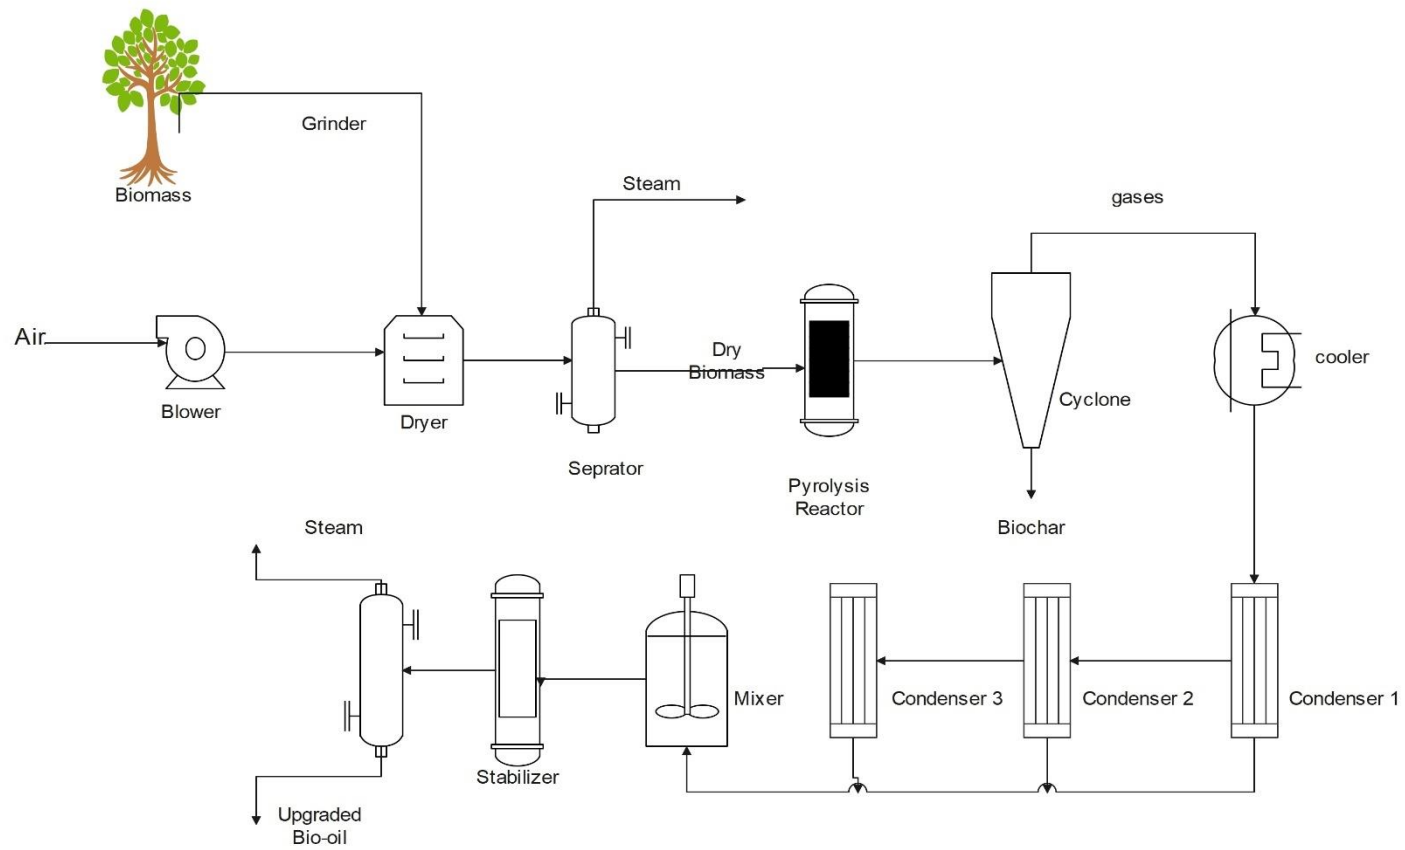 Grinder
Biomass
Steam
gases
Air
Dry
Biomass
cooler
Blower
Dryer
Cyclone
Seprator
Pyrolysis
Reactor
Biochar
Steam
Mixer
Condenser 3
Condenser 2
Condenser 1
Stabilizer
Upgraded
Bio-oil